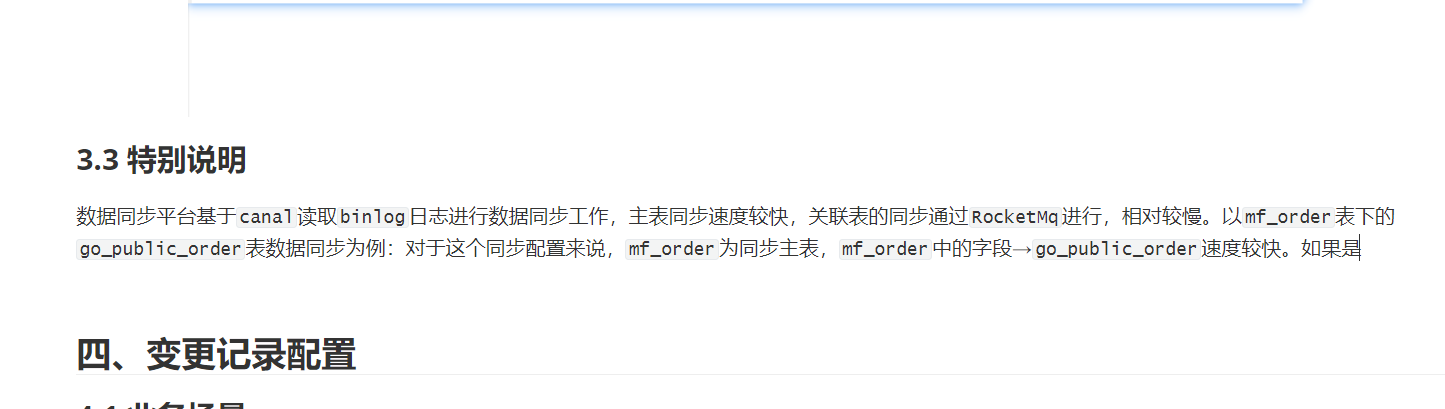 3.3 特别说明
数据同步平台基于canal读取binlog日志进行数据同步工作，主表同步速度较快，关联表的同步通过RocketMq进行，相对较慢。以mf_order表下的
go_public_order表数据同步为例：对于这个同步配置来说，mf_order为同步主表，mf_order中的字段→go_public_order速度较快。如果是
四、变更记录配置
4.1 业务场景